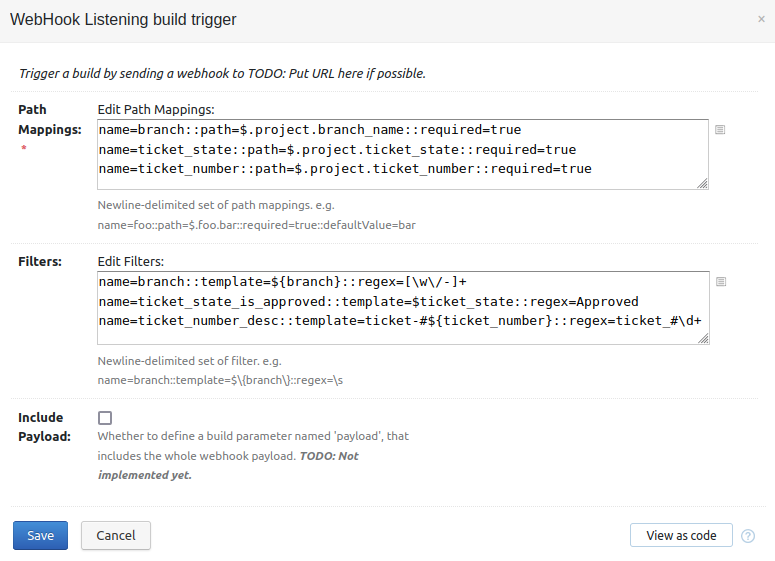 WebHook Listening build trigger
×
Trigger a build by sending a webhook to TODO: Put URL here if possible.
Path Mappings: *
Edit Path Mappings:
name=branch::path=$.project.branch_name::required=true
name=ticket_state::path=$.project.ticket_state::required=true
name=ticket_number::path=$.project.ticket_number::required=true
Newline-delimited set of path mappings. e.g.
name=foo::path=$.foo.bar::required=true::defaultValue=bar
Filters:
Edit Filters:
name=branch::template=${branch}::regex=[\w\/-]+
name=ticket_state_is_approved::template=$ticket_state::regex=Approved
name=ticket_number_desc::template=ticket-#${ticket_number}::regex=ticket_#\d+
Newline-delimited set of filter. e.g.
name=branch::template=$\{branch\}::regex=\s
Include
Payload:
Whether to define a build parameter named 'payload', that
includes the whole webhook payload. TODO: Not
implemented yet.
Save
Cancel
View as code
?